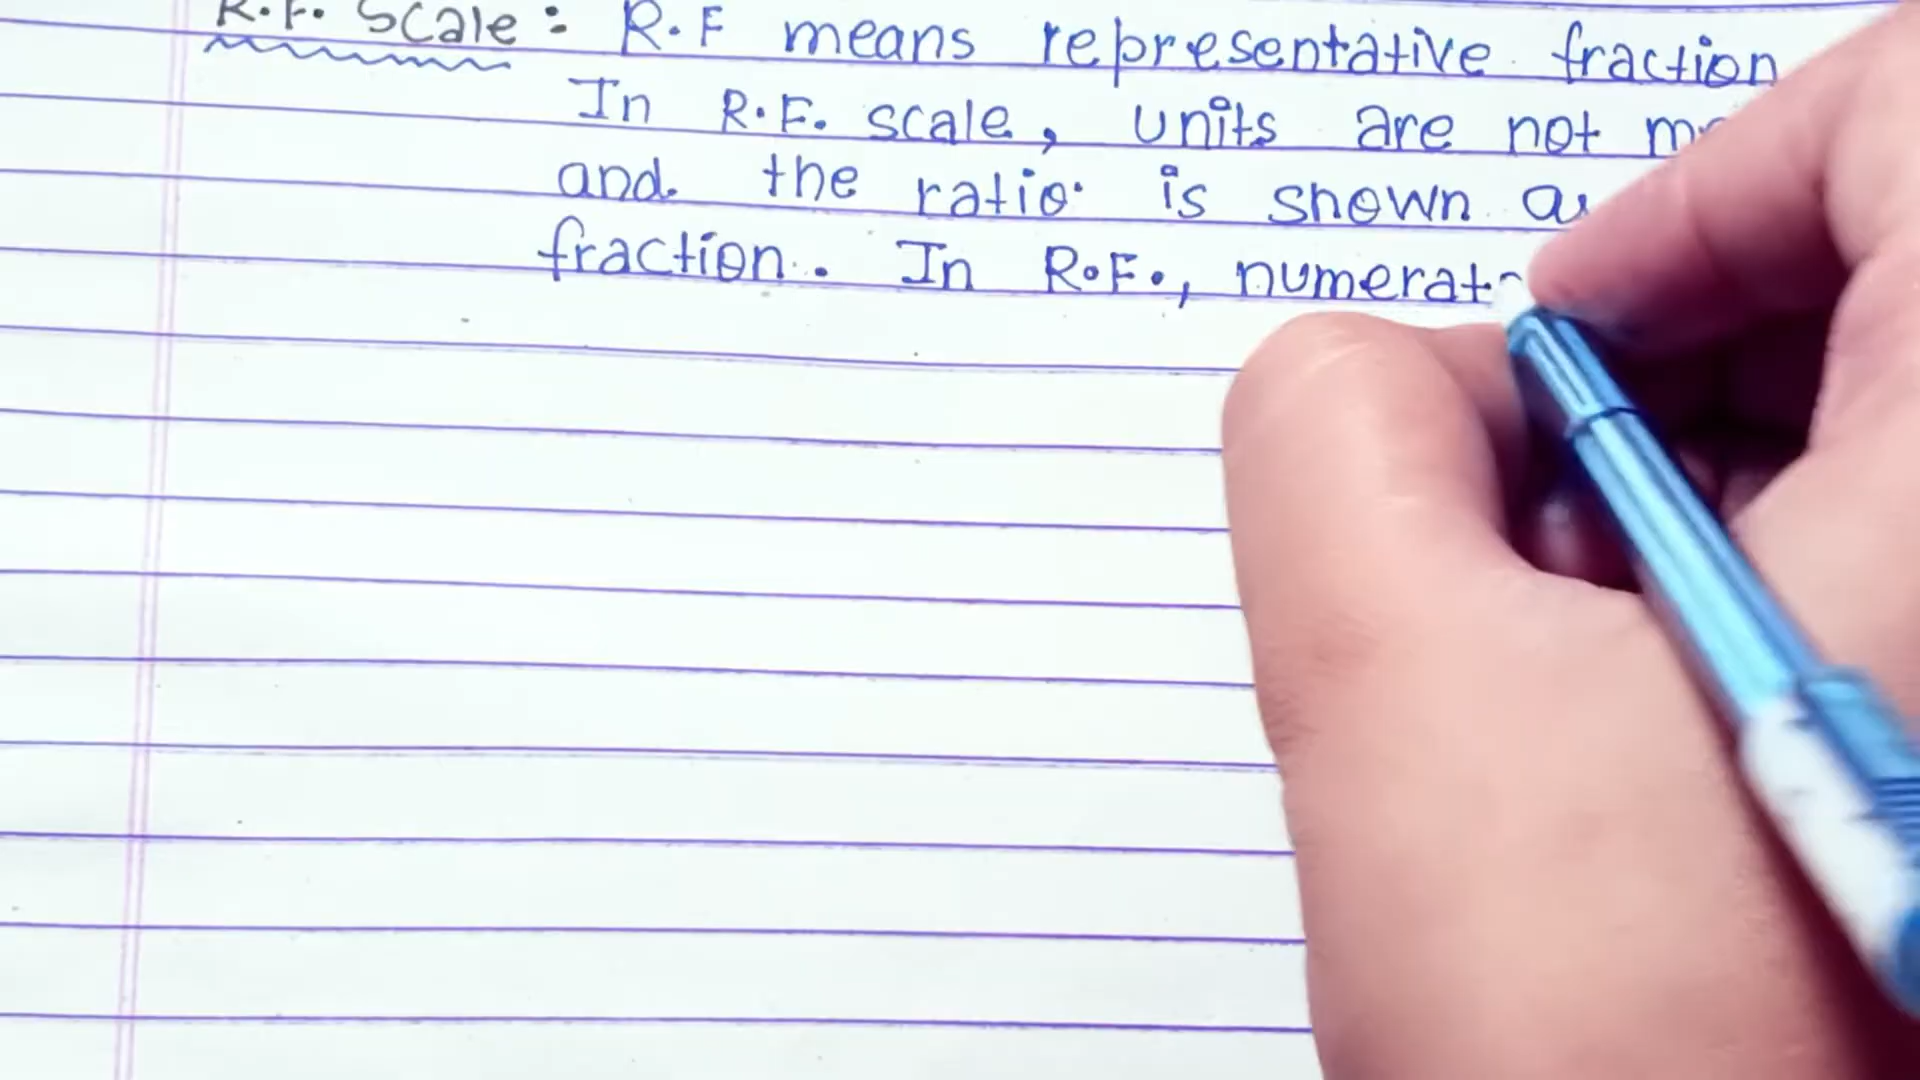 R.F. Scale : R.F means representative fraction
In R.F. scale, units are not
and the ratio is shown
fraction. In R.F.,